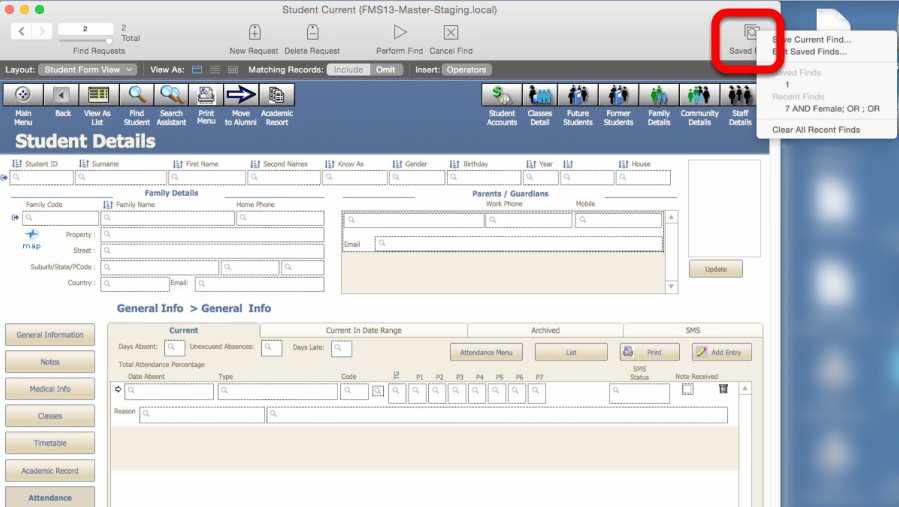 Student Current (FMS13-Master-Staging.local)
2
2
Total
Find Requests
New Request
Delete Request
Perform Find
Cancel Find
Saved
Save Current Find...
Edit Saved Finds...
Saved Finds
1
Recent Finds
7 AND Female; OR ; OR
Clear All Recent Finds
Layout: Student Form View
View As:
Matching Records: Include Omit
Insert: Operators
Main Menu
Back
View As List
Find Student
Search Assistant
Print Menu
Move to Alumni
Academic Report
Student Accounts
Classes Detail
Future Students
Former Students
Family Details
Community Details
Staff Details
Student Details
Student ID
Surname
First Name
Second Names
Know As
Gender
Birthday
Year
House
Family Details
Parents / Guardians
Family Code
Family Name
Home Phone
Work Phone
Mobile
map
Property :
Street :
Suburb/State/PCode :
Country :
Email:
Email
Update
General Info > General Info
General Information
Notes
Medical Info
Classes
Timetable
Academic Record
Attendance
Current
Current In Date Range
Archived
SMS
Days Absent:
Unexcused Absences:
Days Late:
Attendance Menu
List
Print
Add Entry
Total Attendance Percentage
Date Absent
Type
Code
TG
P1
P2
P3
P4
P5
P6
P7
SMS Status
Note Received
Reason